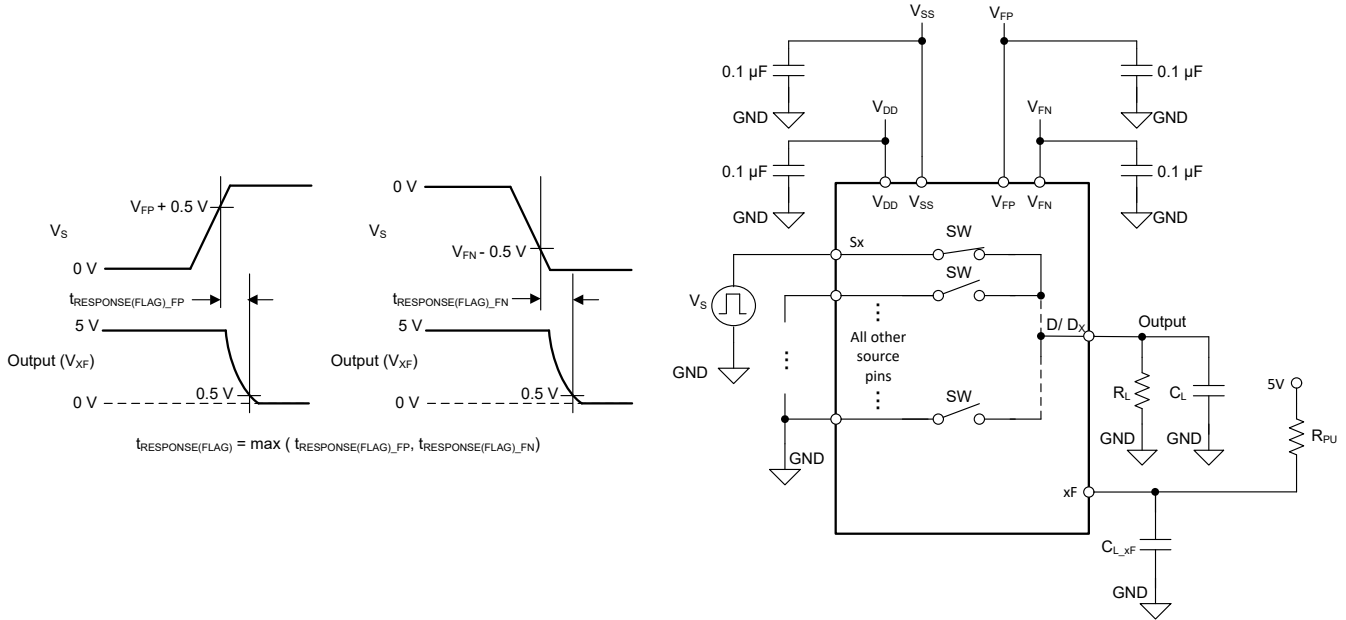 0 V
V_FP + 0.5 V
V_S
0 V
t_RESPONSE(FLAG)_FP
5 V
Output (V_XF)
0.5 V
0 V
V_S
V_FN - 0.5 V
t_RESPONSE(FLAG)_FN
5 V
Output (V_XF)
0.5 V
0 V
t_RESPONSE(FLAG) = max ( t_RESPONSE(FLAG)_FP, t_RESPONSE(FLAG)_FN)
V_SS
V_FP
0.1 µF
GND
0.1 µF
GND
V_DD
V_FN
0.1 µF
GND
0.1 µF
GND
V_DD
V_SS
V_FP
V_FN
Sx
SW
SW
V_S
GND
...
All other
source
pins
...
...
SW
GND
D/ D_X
Output
R_L
C_L
GND
GND
5V
R_PU
xF
C_L_xF
GND